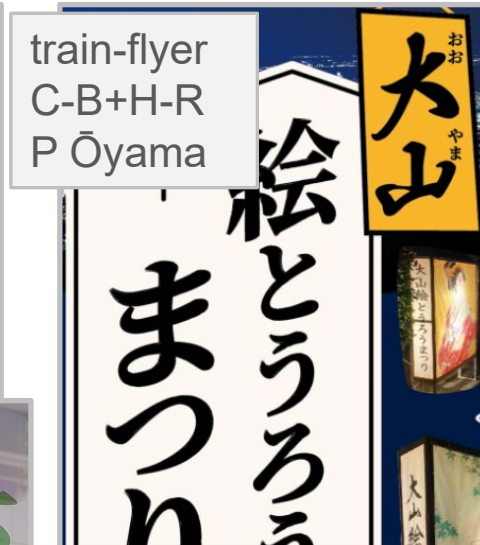 train-flyer
C-B+H-R
P Ōyama
大山
おお
やま
絵とうろう
まつり
大山絵とうろうまつり
大山絵